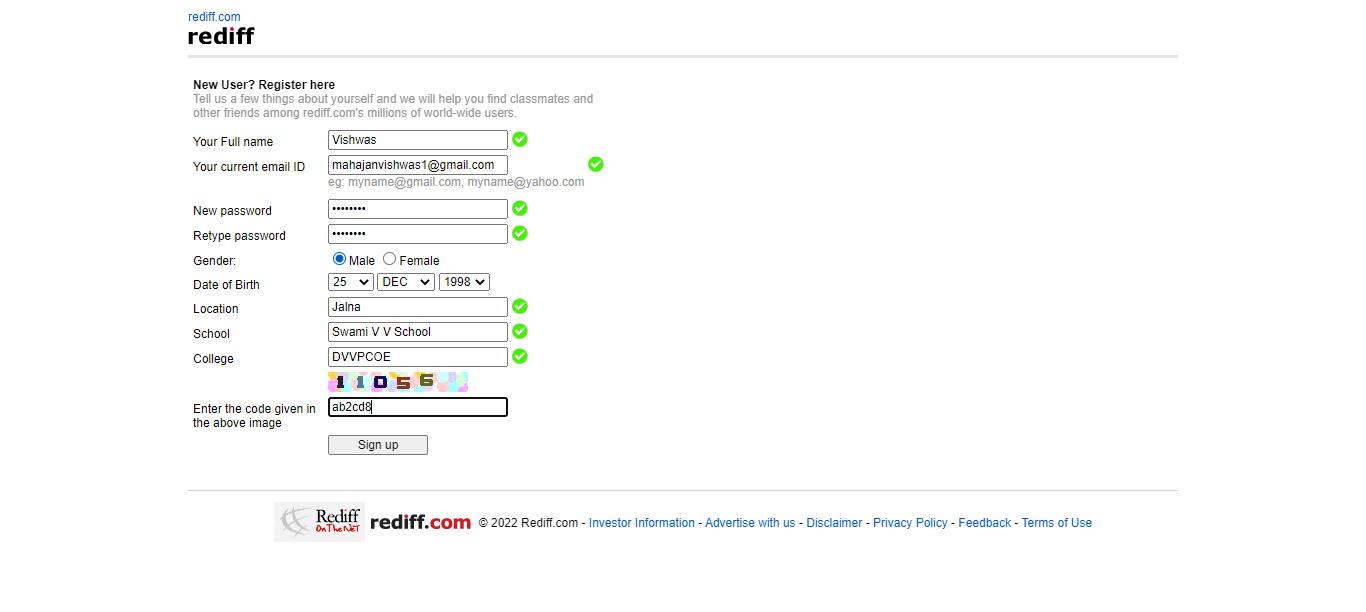 rediff.com
rediff
New User? Register here
Tell us a few things about yourself and we will help you find classmates and
other friends among rediff.com's millions of world-wide users.
Your Full name Vishwas
Your current email ID mahajanvishwas1@gmail.com
eg: myname@gmail.com, myname@yahoo.com
New password ••••••••
Retype password ••••••••
Gender: Male Female
Date of Birth 25 DEC 1998
Location Jalna
School Swami V V School
College DVVPCOE
11056
Enter the code given in ab2cd8
the above image
Sign up
Rediff On The NeT rediff.com © 2022 Rediff.com - Investor Information - Advertise with us - Disclaimer - Privacy Policy - Feedback - Terms of Use